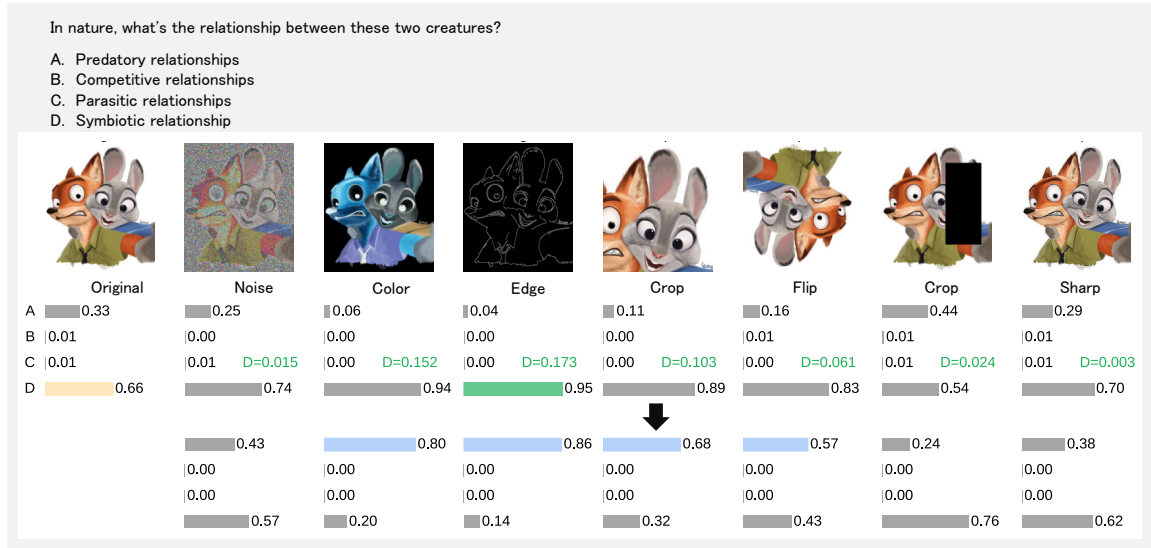 In nature, what's the relationship between these two creatures?
A. Predatory relationships
B. Competitive relationships
C. Parasitic relationships
D. Symbiotic relationship
Original Noise Color Edge Crop Flip Crop Sharp
A 0.33 0.25 0.06 0.04 0.11 0.16 0.44 0.29
B 0.01 0.00 0.00 0.00 0.00 0.01 0.01 0.01
C 0.01 0.01 D=0.015 0.00 D=0.152 0.00 D=0.173 0.00 D=0.103 0.00 D=0.061 0.01 D=0.024 0.01 D=0.003
D 0.66 0.74 0.94 0.95 0.89 0.83 0.54 0.70
0.43 0.80 0.86 0.68 0.57 0.24 0.38
0.00 0.00 0.00 0.00 0.00 0.00 0.00
0.00 0.00 0.00 0.00 0.00 0.00 0.00
0.57 0.20 0.14 0.32 0.43 0.76 0.62